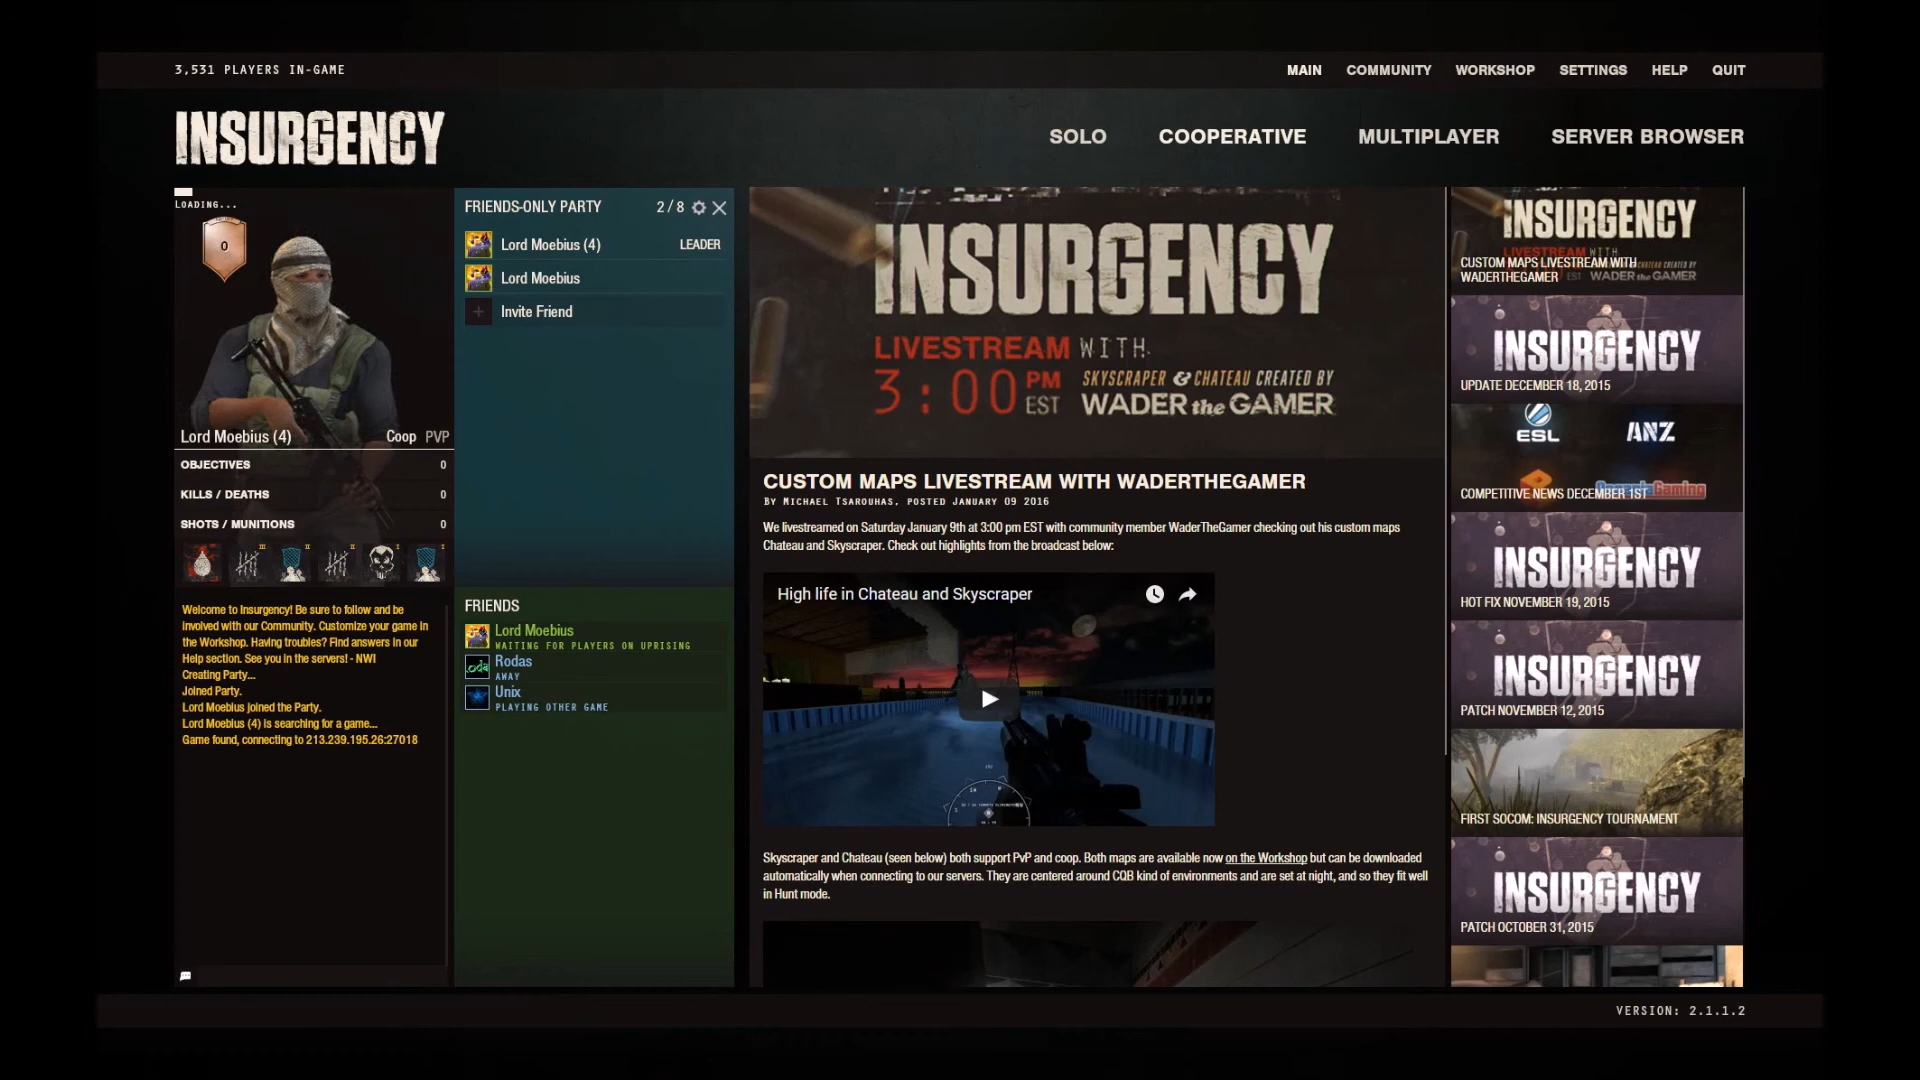 3,531 PLAYERS IN-GAME
MAIN COMMUNITY WORKSHOP SETTINGS HELP QUIT
INSURGENCY
SOLO COOPERATIVE MULTIPLAYER SERVER BROWSER
LOADING...
0
Lord Moebius (4) Coop PVP
OBJECTIVES 0
KILLS / DEATHS 0
SHOTS / MUNITIONS 0
III II II I I
Welcome to Insurgency! Be sure to follow and be
involved with our Community. Customize your game in
the Workshop. Having troubles? Find answers in our
Help section. See you in the servers! - NWI
Creating Party...
Joined Party.
Lord Moebius joined the Party.
Lord Moebius (4) is searching for a game...
Game found, connecting to 213.239.195.26:27018
FRIENDS-ONLY PARTY 2 / 8
Lord Moebius (4) LEADER
Lord Moebius
Invite Friend
FRIENDS
Lord Moebius
WAITING FOR PLAYERS ON UPRISING
Rodas
AWAY
Unix
PLAYING OTHER GAME
INSURGENCY
LIVESTREAM WITH
3:00 PM EST
SKYSCRAPER & CHATEAU CREATED BY
WADER the GAMER
CUSTOM MAPS LIVESTREAM WITH WADERTHEGAMER
BY MICHAEL TSAROUHAS, POSTED JANUARY 09 2016
We livestreamed on Saturday January 9th at 3:00 pm EST with community member WaderTheGamer checking out his custom maps
Chateau and Skyscraper. Check out highlights from the broadcast below:
High life in Chateau and Skyscraper
Skyscraper and Chateau (seen below) both support PvP and coop. Both maps are available now on the Workshop but can be downloaded
automatically when connecting to our servers. They are centered around CQB kind of environments and are set at night, and so they fit well
in Hunt mode.
INSURGENCY
LIVESTREAM WITH
CUSTOM MAPS LIVESTREAM WITH
WADERTHEGAMER
EST WADER the GAMER
INSURGENCY
UPDATE DECEMBER 18, 2015
ESL ANZ
COMPETITIVE NEWS DECEMBER 1ST
INSURGENCY
HOT FIX NOVEMBER 19, 2015
INSURGENCY
PATCH NOVEMBER 12, 2015
FIRST SOCOM: INSURGENCY TOURNAMENT
INSURGENCY
PATCH OCTOBER 31, 2015
VERSION: 2.1.1.2